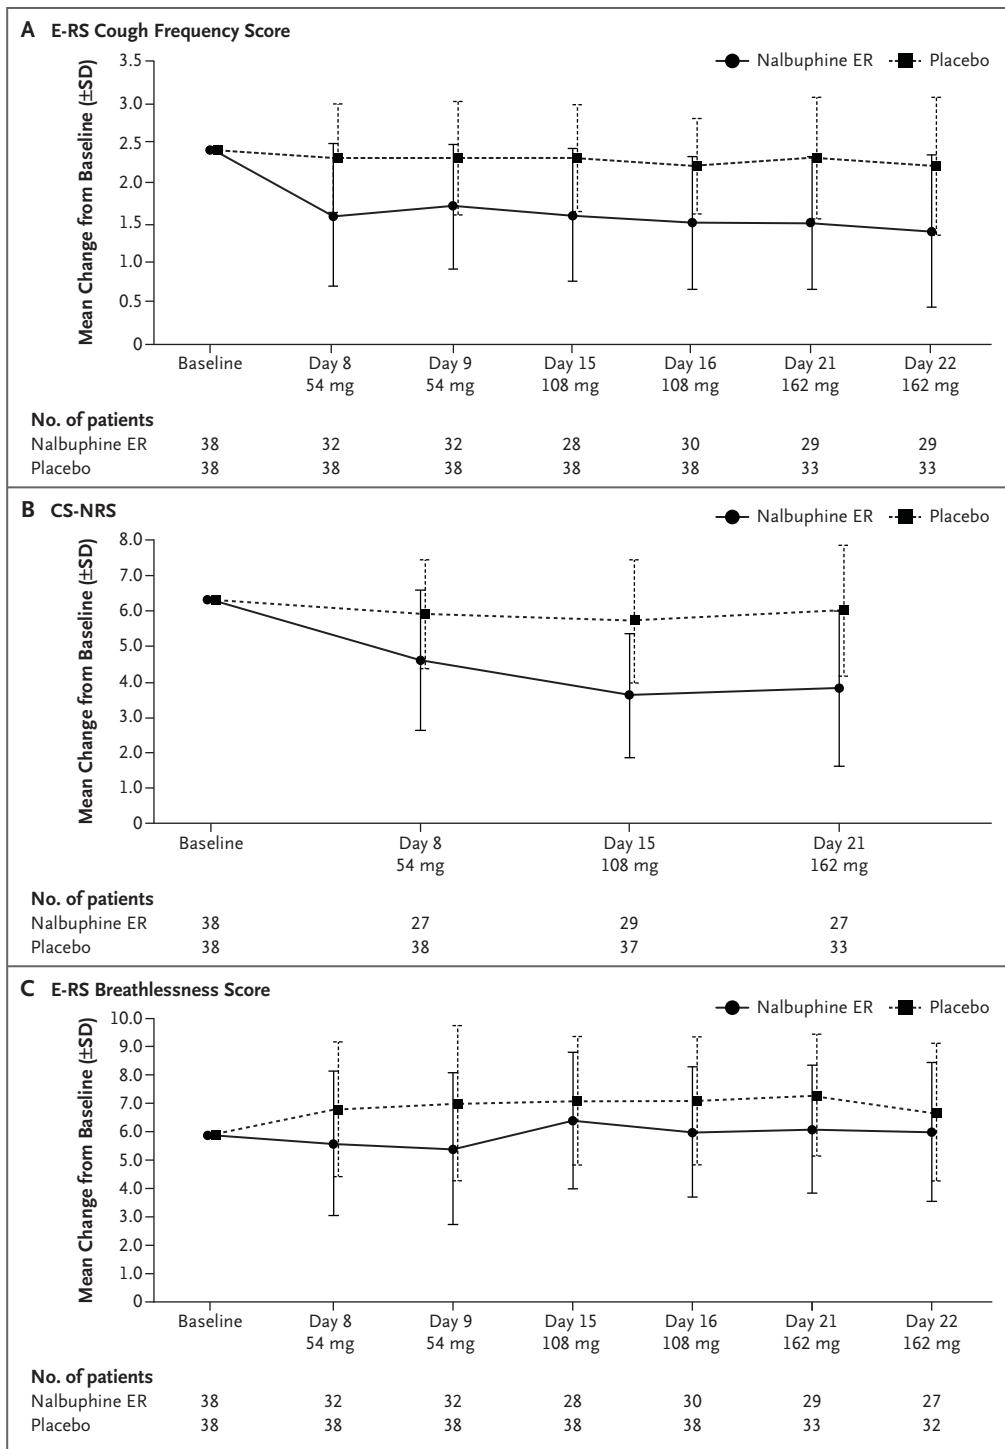 A E-RS Cough Frequency Score
Nalbuphine ER Placebo
Mean Change from Baseline (±SD)
3.5
3.0
2.5
2.0
1.5
1.0
0.5
0
Baseline Day 8 Day 9 Day 15 Day 16 Day 21 Day 22
54 mg 54 mg 108 mg 108 mg 162 mg 162 mg
No. of patients
Nalbuphine ER 38 32 32 28 30 29 29
Placebo 38 38 38 38 38 33 33
B CS-NRS
Nalbuphine ER Placebo
Mean Change from Baseline (±SD)
8.0
7.0
6.0
5.0
4.0
3.0
2.0
1.0
0
Baseline Day 8 Day 15 Day 21
54 mg 108 mg 162 mg
No. of patients
Nalbuphine ER 38 27 29 27
Placebo 38 38 37 33
C E-RS Breathlessness Score
Nalbuphine ER Placebo
Mean Change from Baseline (±SD)
10.0
9.0
8.0
7.0
6.0
5.0
4.0
3.0
2.0
1.0
0
Baseline Day 8 Day 9 Day 15 Day 16 Day 21 Day 22
54 mg 54 mg 108 mg 108 mg 162 mg 162 mg
No. of patients
Nalbuphine ER 38 32 32 28 30 29 27
Placebo 38 38 38 38 38 33 32